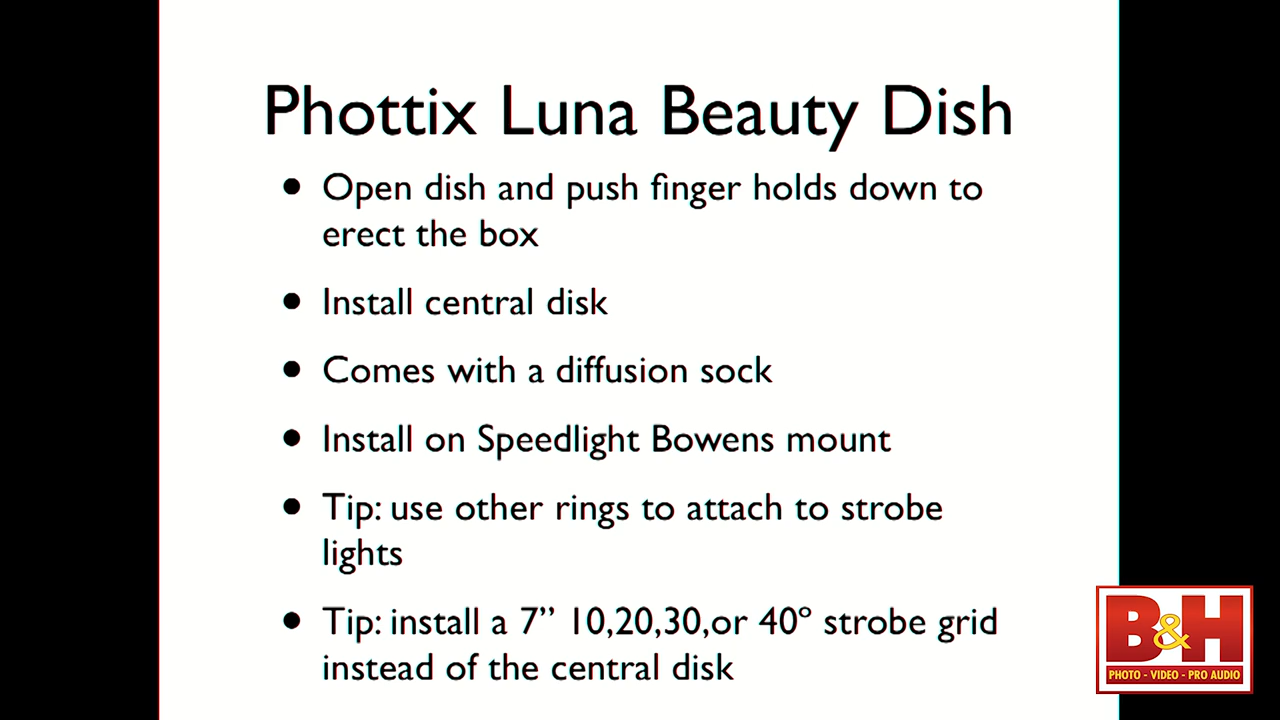 Phottix Luna Beauty Dish
• Open dish and push finger holds down to
erect the box
• Install central disk
• Comes with a diffusion sock
• Install on Speedlight Bowens mount
• Tip: use other rings to attach to strobe
lights
• Tip: install a 7” 10,20,30,or 40º strobe grid
instead of the central disk
B&H
PHOTO - VIDEO - PRO AUDIO